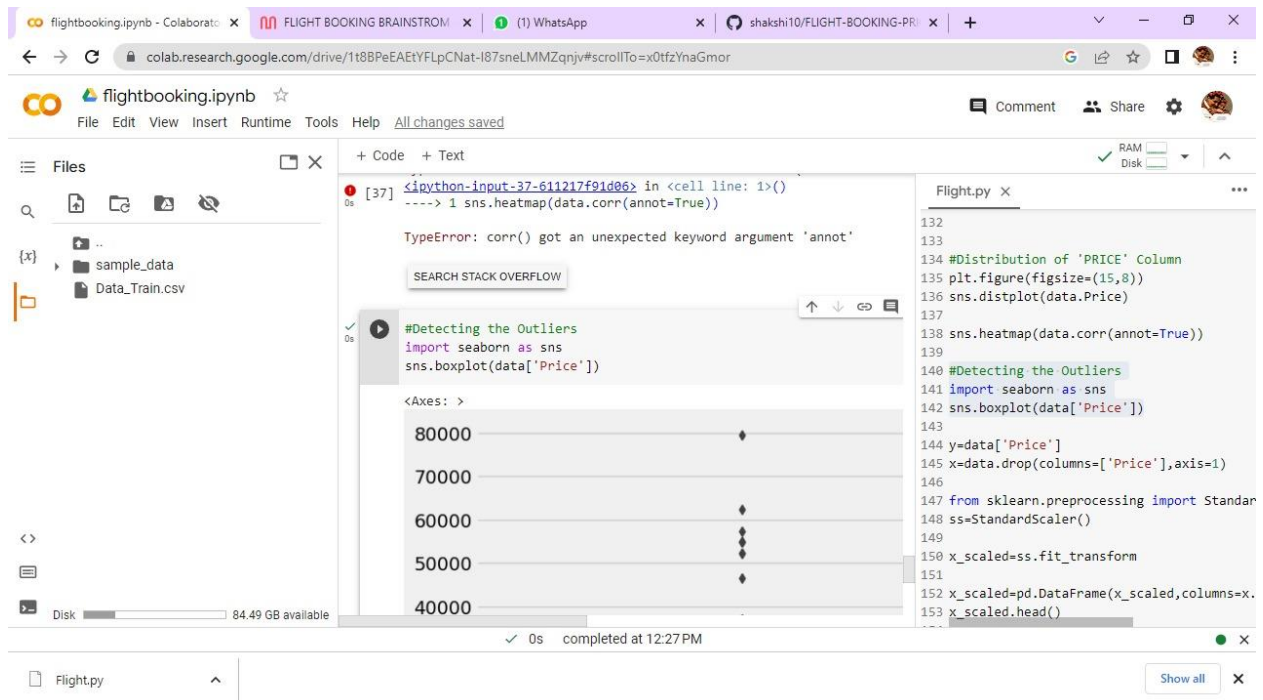 flightbooking.ipynb - Colaborato
FLIGHT BOOKING BRAINSTROM
(1) WhatsApp
shakshi10/FLIGHT-BOOKING-PRI
colab.research.google.com/drive/1t8BPeEAEtYFLpCNat-I87sneLMMZqnjv#scrollTo=x0tfzYnaGmor
flightbooking.ipynb
File Edit View Insert Runtime Tools Help All changes saved
Comment
Share
Files
+ Code + Text
RAM
Disk
..
sample_data
Data_Train.csv
{x}
Disk 84.49 GB available
[37] <ipython-input-37-611217f91d06> in <cell line: 1>()
0s
----> 1 sns.heatmap(data.corr(annot=True))
TypeError: corr() got an unexpected keyword argument 'annot'
SEARCH STACK OVERFLOW
0s
#Detecting the Outliers
import seaborn as sns
sns.boxplot(data['Price'])
<Axes: >
80000
70000
60000
50000
40000
Flight.py
132
133
134 #Distribution of 'PRICE' Column
135 plt.figure(figsize=(15,8))
136 sns.distplot(data.Price)
137
138 sns.heatmap(data.corr(annot=True))
139
140 #Detecting the Outliers
141 import seaborn as sns
142 sns.boxplot(data['Price'])
143
144 y=data['Price']
145 x=data.drop(columns=['Price'],axis=1)
146
147 from sklearn.preprocessing import Standar
148 ss=StandardScaler()
149
150 x_scaled=ss.fit_transform
151
152 x_scaled=pd.DataFrame(x_scaled,columns=x.
153 x_scaled.head()
0s completed at 12:27 PM
Flight.py
Show all